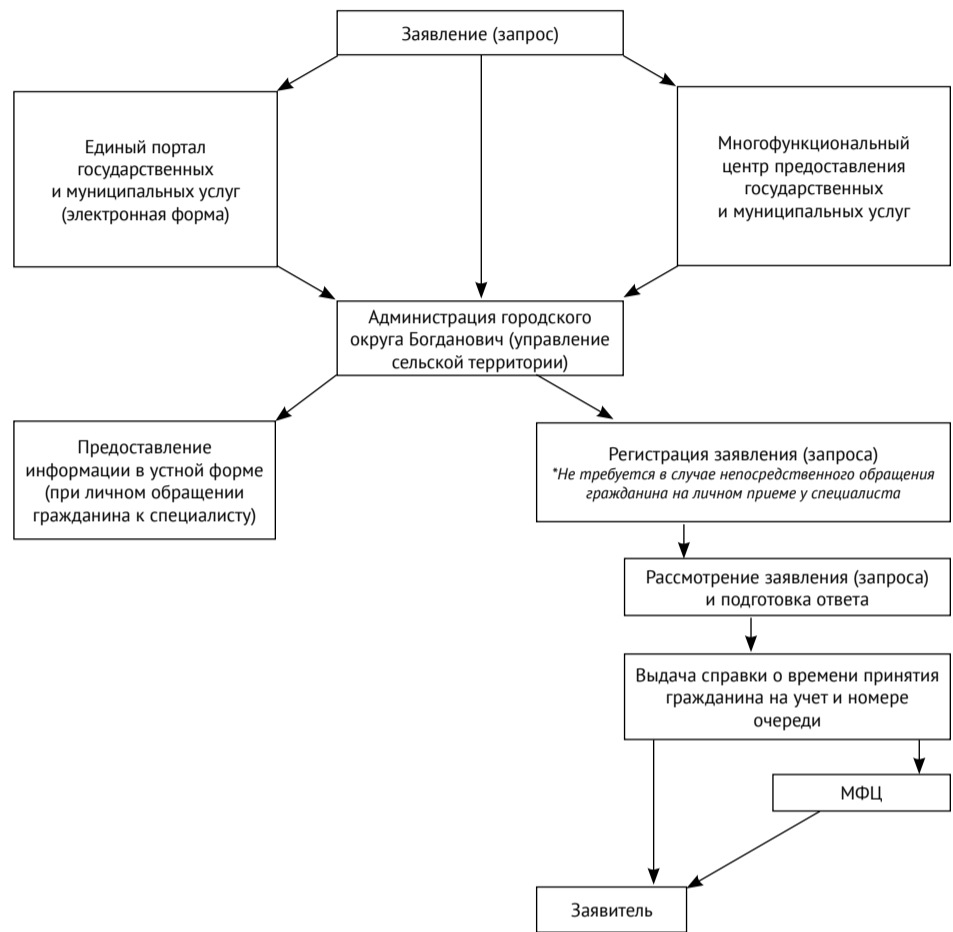 Заявление (запрос)
Единый портал
государственных
и муниципальных услуг
(электронная форма)
Многофункциональный
центр предоставления
государственных
и муниципальных услуг
Администрация городского
округа Богданович (управление
сельской территории)
Предоставление
информации в устной форме
(при личном обращении
гражданина к специалисту)
Регистрация заявления (запроса)
*Не требуется в случае непосредственного обращения
гражданина на личном приеме у специалиста
Рассмотрение заявления (запроса)
и подготовка ответа
Выдача справки о времени принятия
гражданина на учет и номере
очереди
МФЦ
Заявитель